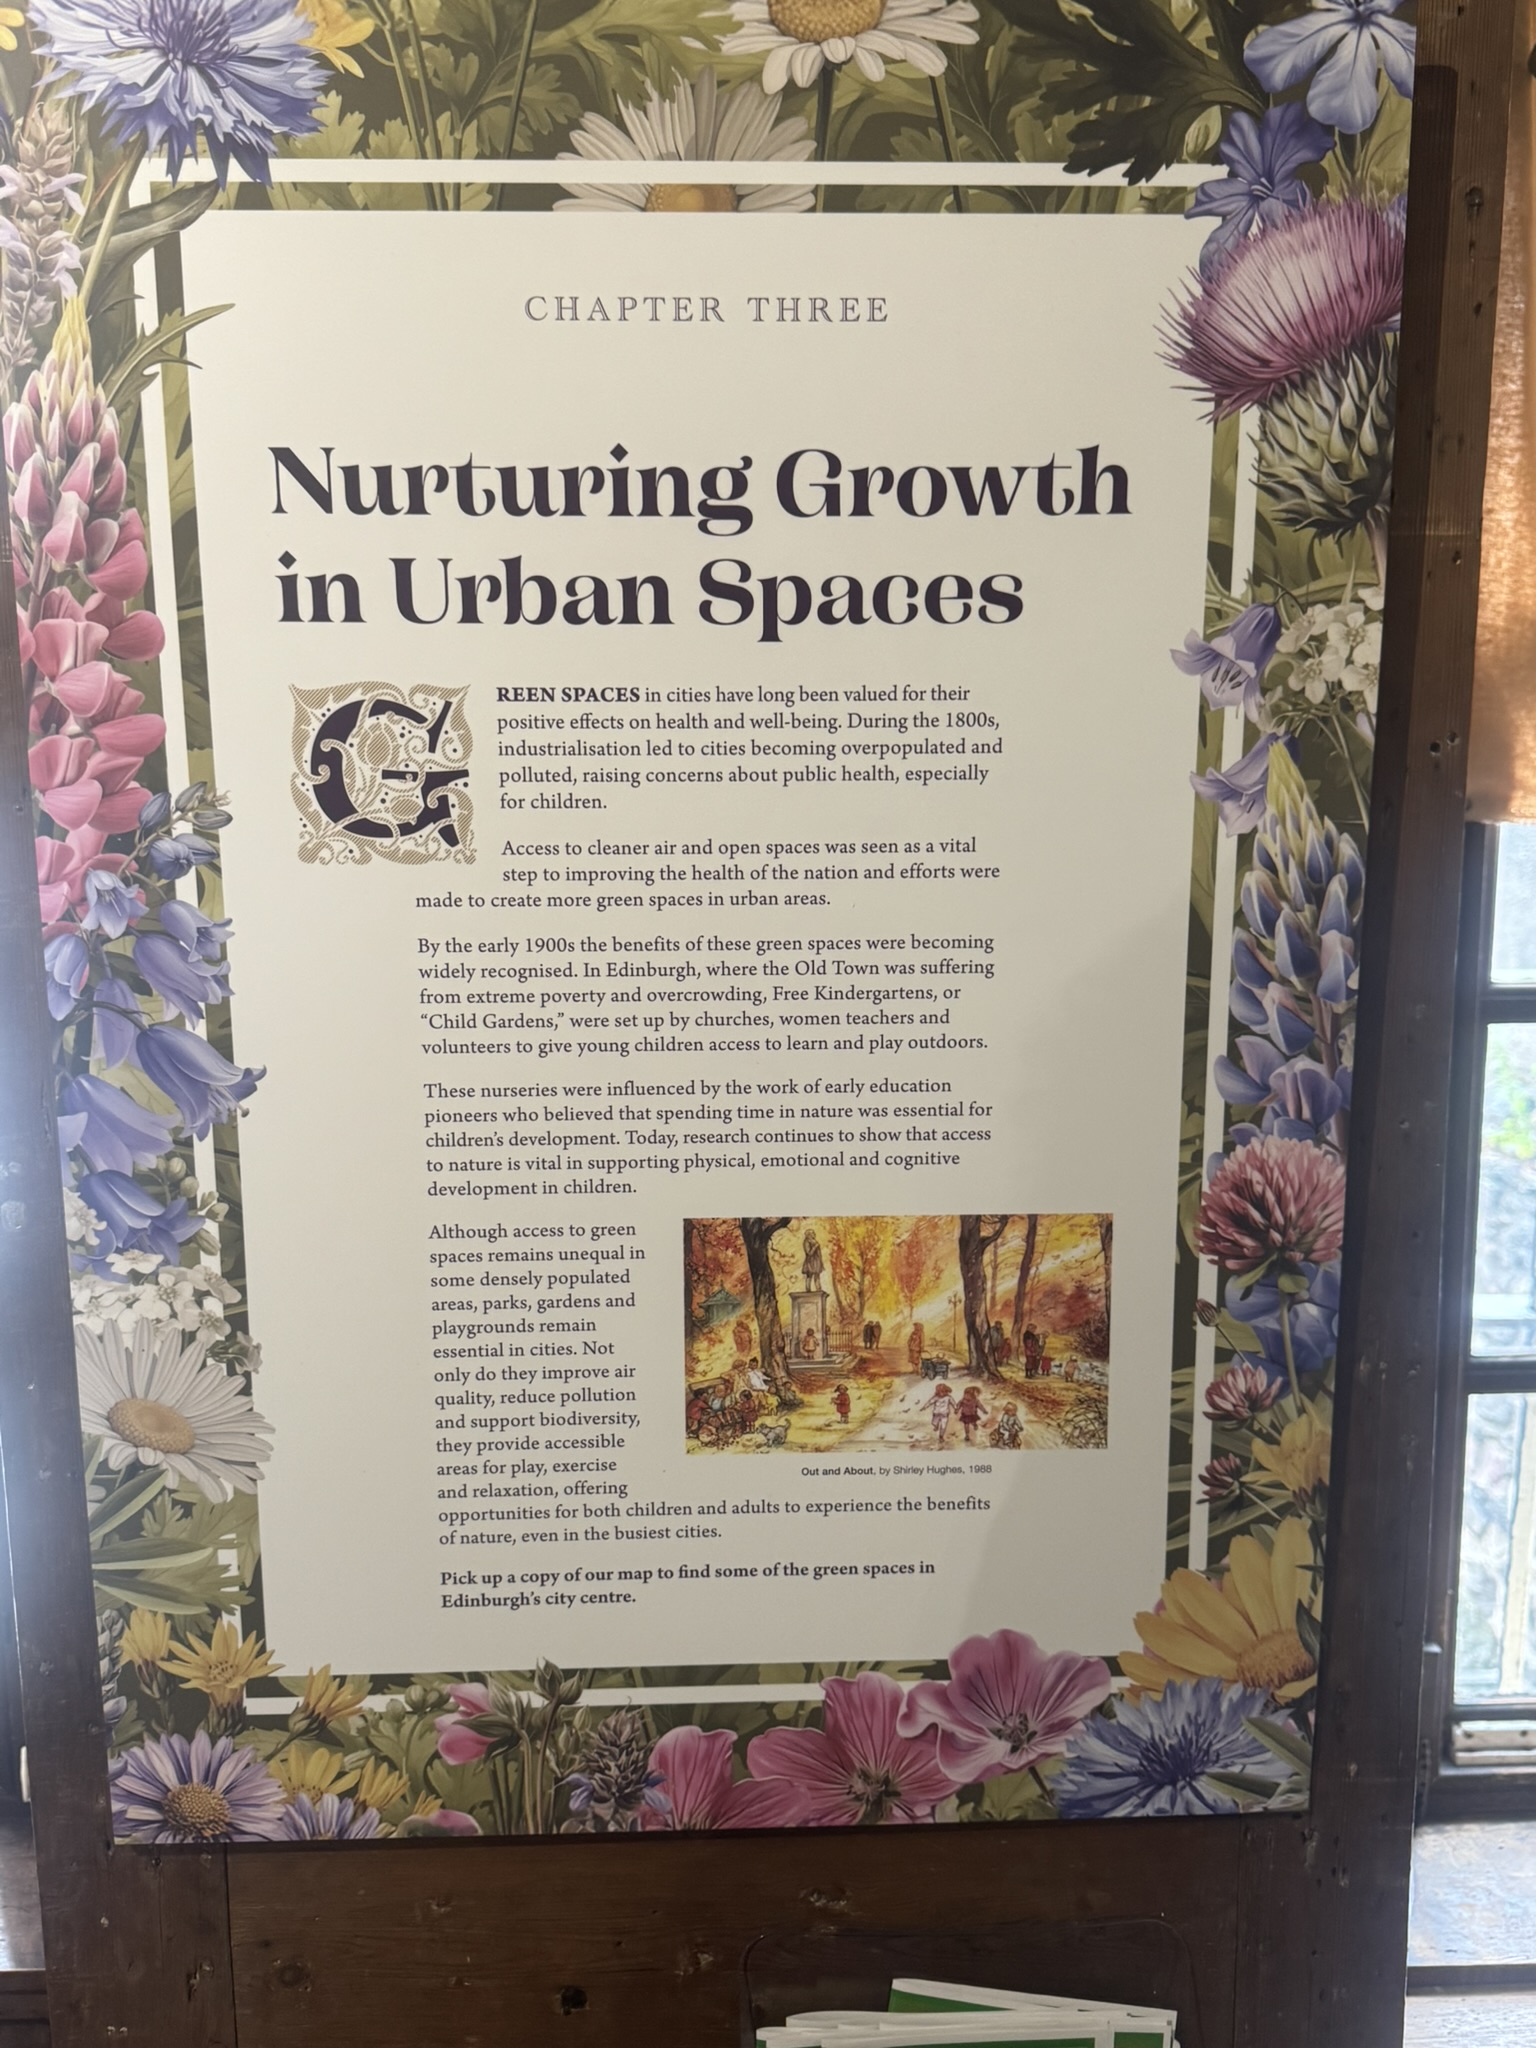 CHAPTER THREE
Nurturing Growth
in Urban Spaces
GREEN SPACES in cities have long been valued for their
positive effects on health and well-being. During the 1800s,
industrialisation led to cities becoming overpopulated and
polluted, raising concerns about public health, especially
for children.
Access to cleaner air and open spaces was seen as a vital
step to improving the health of the nation and efforts were
made to create more green spaces in urban areas.
By the early 1900s the benefits of these green spaces were becoming
widely recognised. In Edinburgh, where the Old Town was suffering
from extreme poverty and overcrowding, Free Kindergartens, or
“Child Gardens,” were set up by churches, women teachers and
volunteers to give young children access to learn and play outdoors.
These nurseries were influenced by the work of early education
pioneers who believed that spending time in nature was essential for
children’s development. Today, research continues to show that access
to nature is vital in supporting physical, emotional and cognitive
development in children.
Although access to green
spaces remains unequal in
some densely populated
areas, parks, gardens and
playgrounds remain
essential in cities. Not
only do they improve air
quality, reduce pollution
and support biodiversity,
they provide accessible
areas for play, exercise
and relaxation, offering
opportunities for both children and adults to experience the benefits
of nature, even in the busiest cities.
Out and About, by Shirley Hughes, 1988
Pick up a copy of our map to find some of the green spaces in
Edinburgh’s city centre.